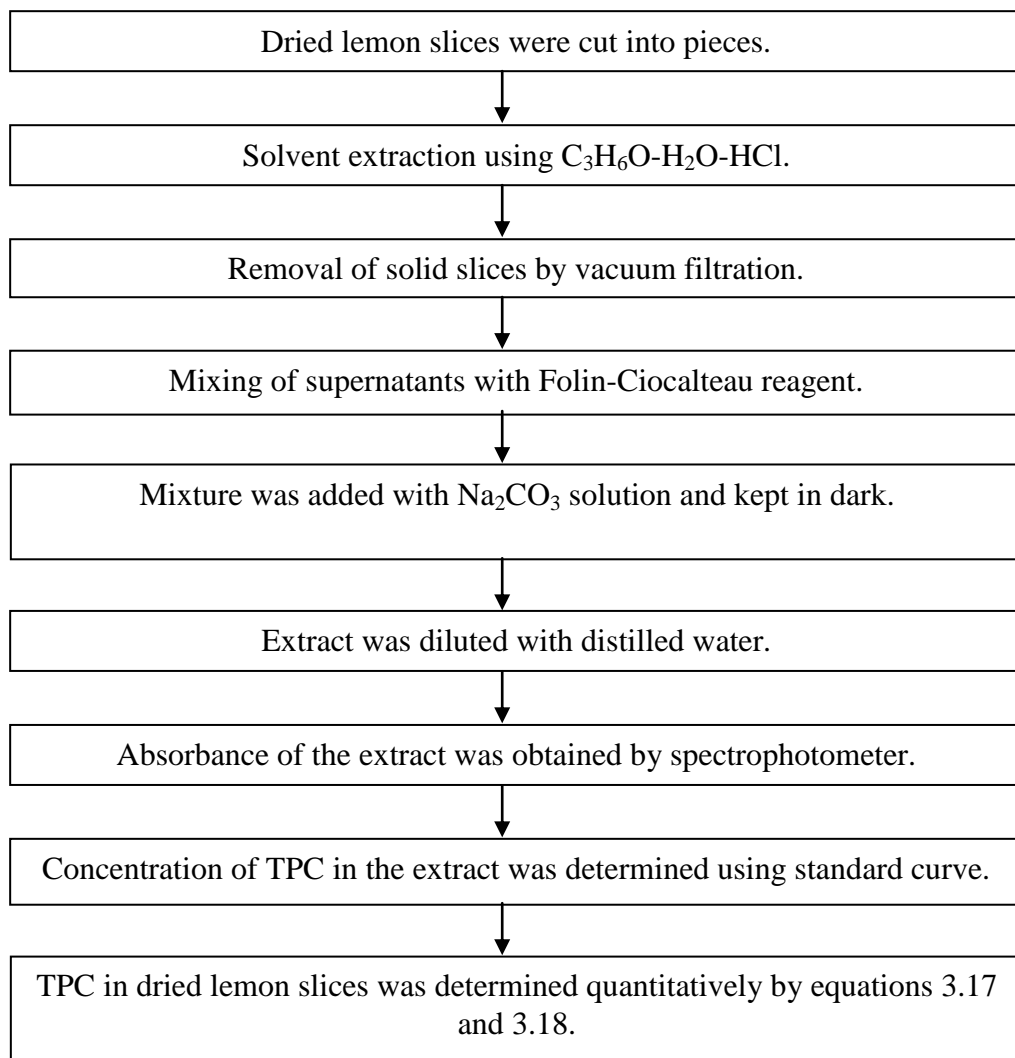 Dried lemon slices were cut into pieces.
Solvent extraction using C₃H₆O-H₂O-HCl.
Removal of solid slices by vacuum filtration.
Mixing of supernatants with Folin-Ciocalteau reagent.
Mixture was added with Na₂CO₃ solution and kept in dark.
Extract was diluted with distilled water.
Absorbance of the extract was obtained by spectrophotometer.
Concentration of TPC in the extract was determined using standard curve.
TPC in dried lemon slices was determined quantitatively by equations 3.17
and 3.18.